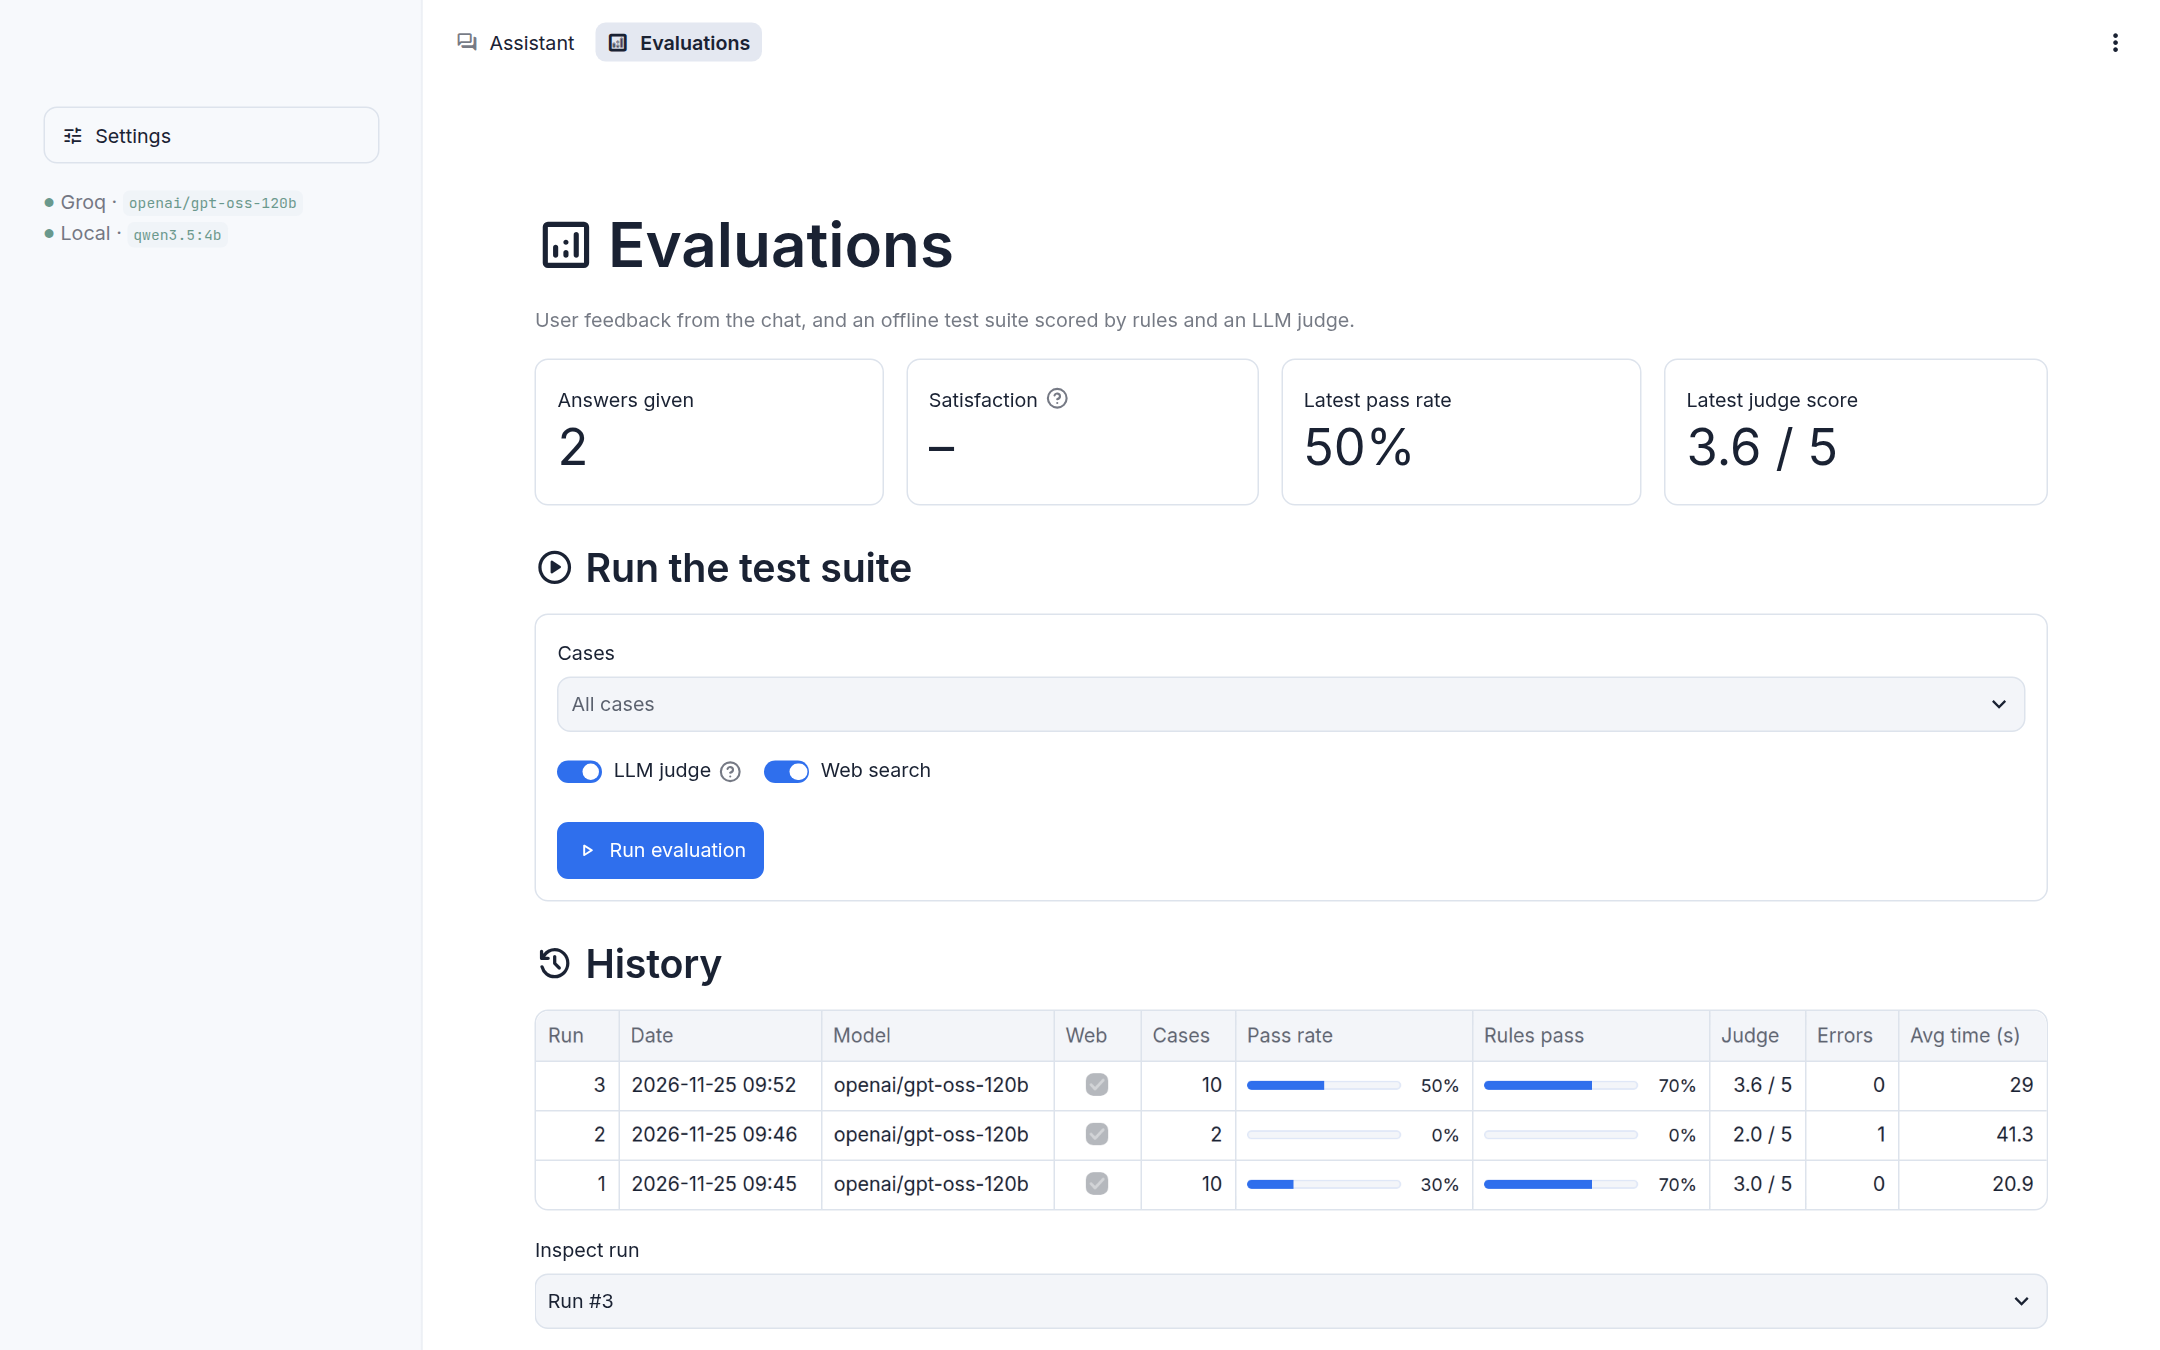 Assistant
Evaluations
Settings
Groq · openai/gpt-oss-120b
Local · qwen3.5:4b
Evaluations
User feedback from the chat, and an offline test suite scored by rules and an LLM judge.
Answers given
2
Satisfaction
–
Latest pass rate
50%
Latest judge score
3.6 / 5
Run the test suite
Cases
All cases
LLM judge
Web search
Run evaluation
History
Run Date Model Web Cases Pass rate Rules pass Judge Errors Avg time (s)
3 2026-11-25 09:52 openai/gpt-oss-120b 10 50% 70% 3.6 / 5 0 29
2 2026-11-25 09:46 openai/gpt-oss-120b 2 0% 0% 2.0 / 5 1 41.3
1 2026-11-25 09:45 openai/gpt-oss-120b 10 30% 70% 3.0 / 5 0 20.9
Inspect run
Run #3